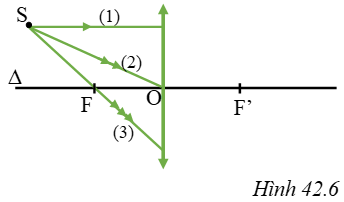 S
(1)
(2)
Δ
F
O
F'
(3)
Hình 42.6